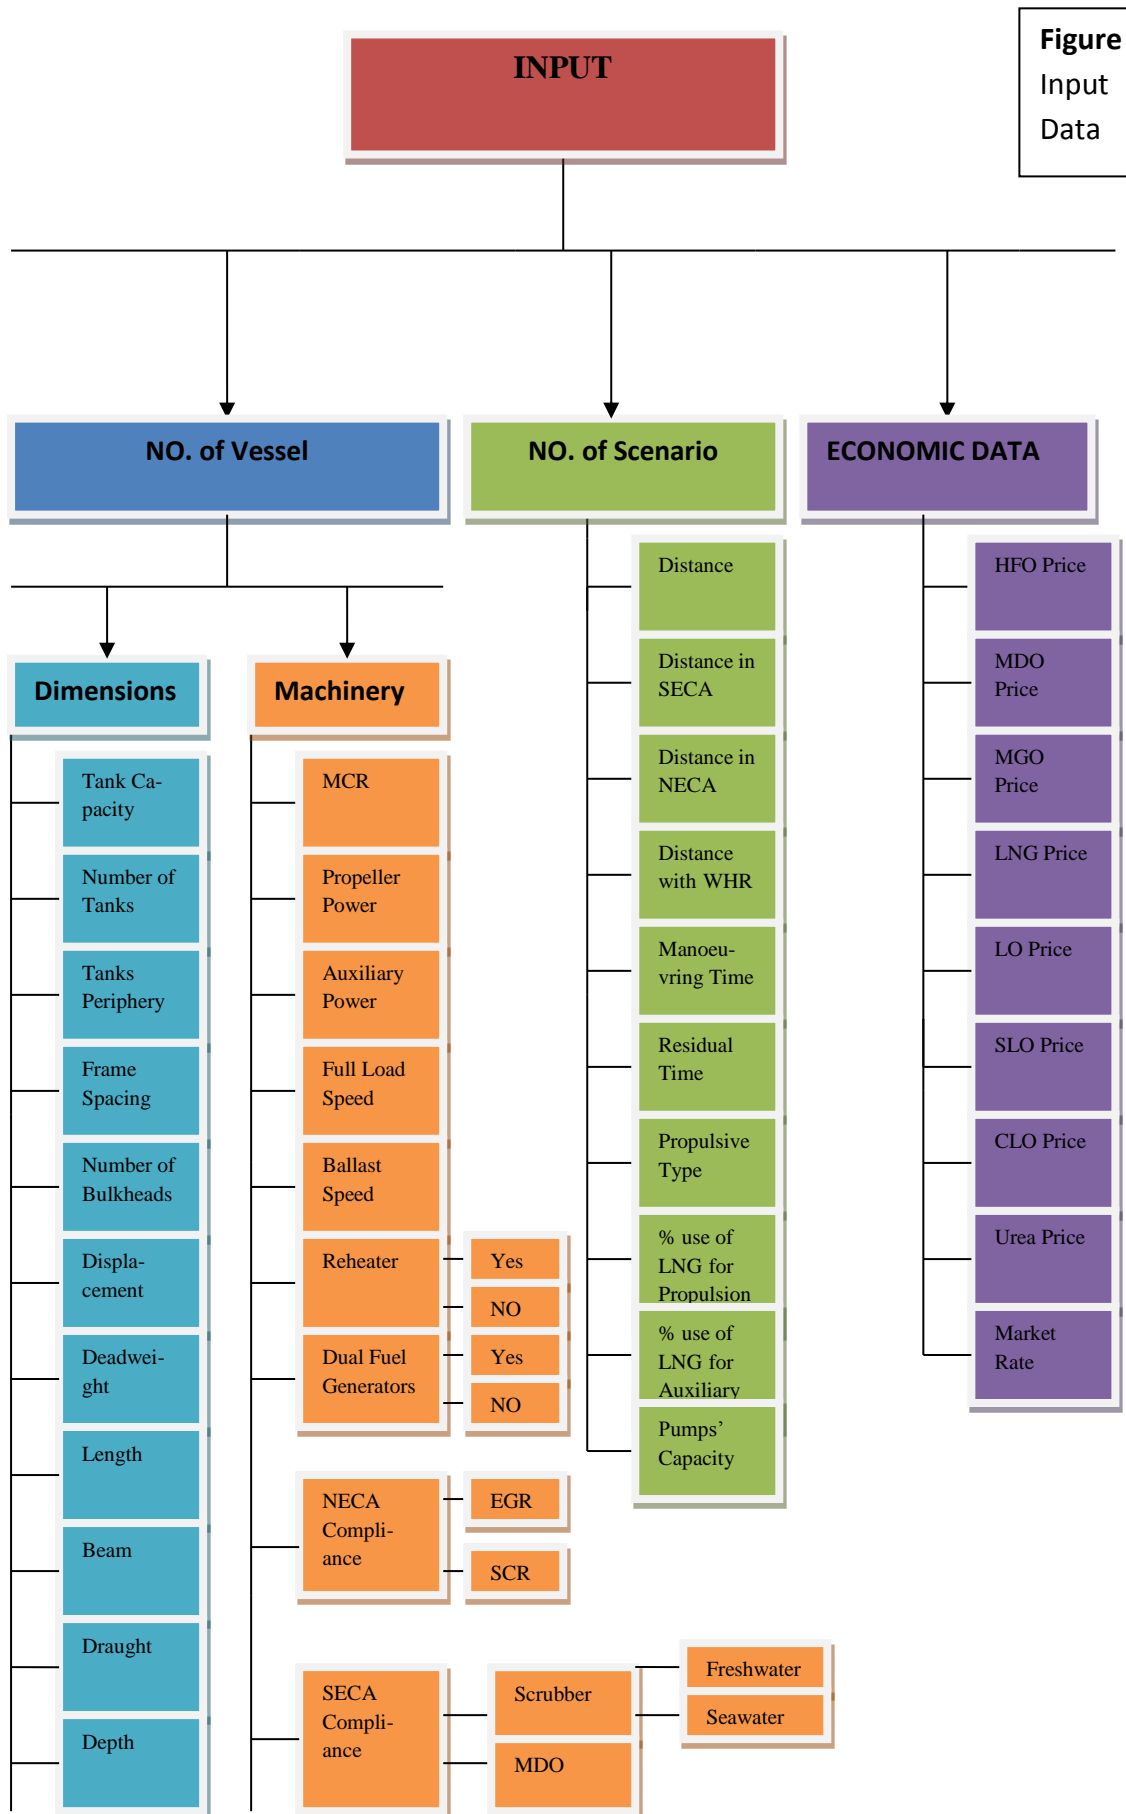 INPUT
Figure
Input
Data
NO. of Vessel
NO. of Scenario
ECONOMIC DATA
Dimensions
Machinery
Tank Ca-
pacity
Number of
Tanks
Tanks
Periphery
Frame
Spacing
Number of
Bulkheads
Displa-
cement
Deadwei-
ght
Length
Beam
Draught
Depth
MCR
Propeller
Power
Auxiliary
Power
Full Load
Speed
Ballast
Speed
Reheater
Yes
NO
Dual Fuel
Generators
Yes
NO
NECA
Compli-
ance
EGR
SCR
SECA
Compli-
ance
Scrubber
Freshwater
Seawater
MDO
Distance
Distance in
SECA
Distance in
NECA
Distance
with WHR
Manoeu-
vring Time
Residual
Time
Propulsive
Type
% use of
LNG for
Propulsion
% use of
LNG for
Auxiliary
Pumps’
Capacity
HFO Price
MDO
Price
MGO
Price
LNG Price
LO Price
SLO Price
CLO Price
Urea Price
Market
Rate